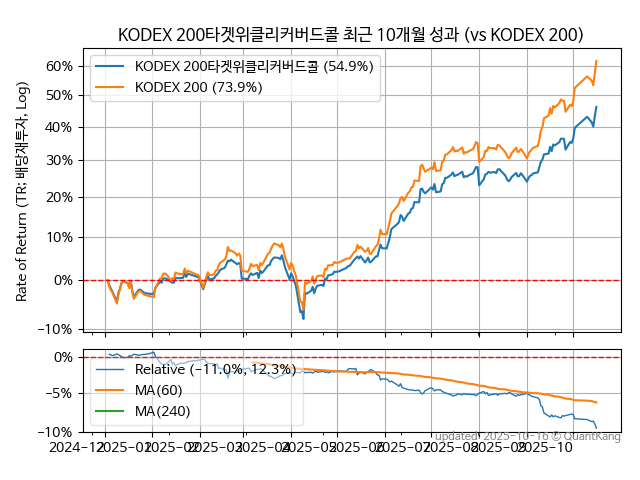 KODEX 200타겟위클리커버드콜 최근 10개월 성과 (vs KODEX 200)
Rate of Return (TR: 배당재투자, Log)
KODEX 200타겟위클리커버드콜 (54.9%)
KODEX 200 (73.9%)
60%
50%
40%
30%
20%
10%
0%
−10%
0%
−5%
−10%
Relative (−11.0%, −2.3%)
MA(60)
MA(240)
updated: 2025-10-16 © QuantKang
2024-12
2025-01
2025-02
2025-03
2025-04
2025-05
2025-06
2025-07
2025-08
2025-09
2025-10